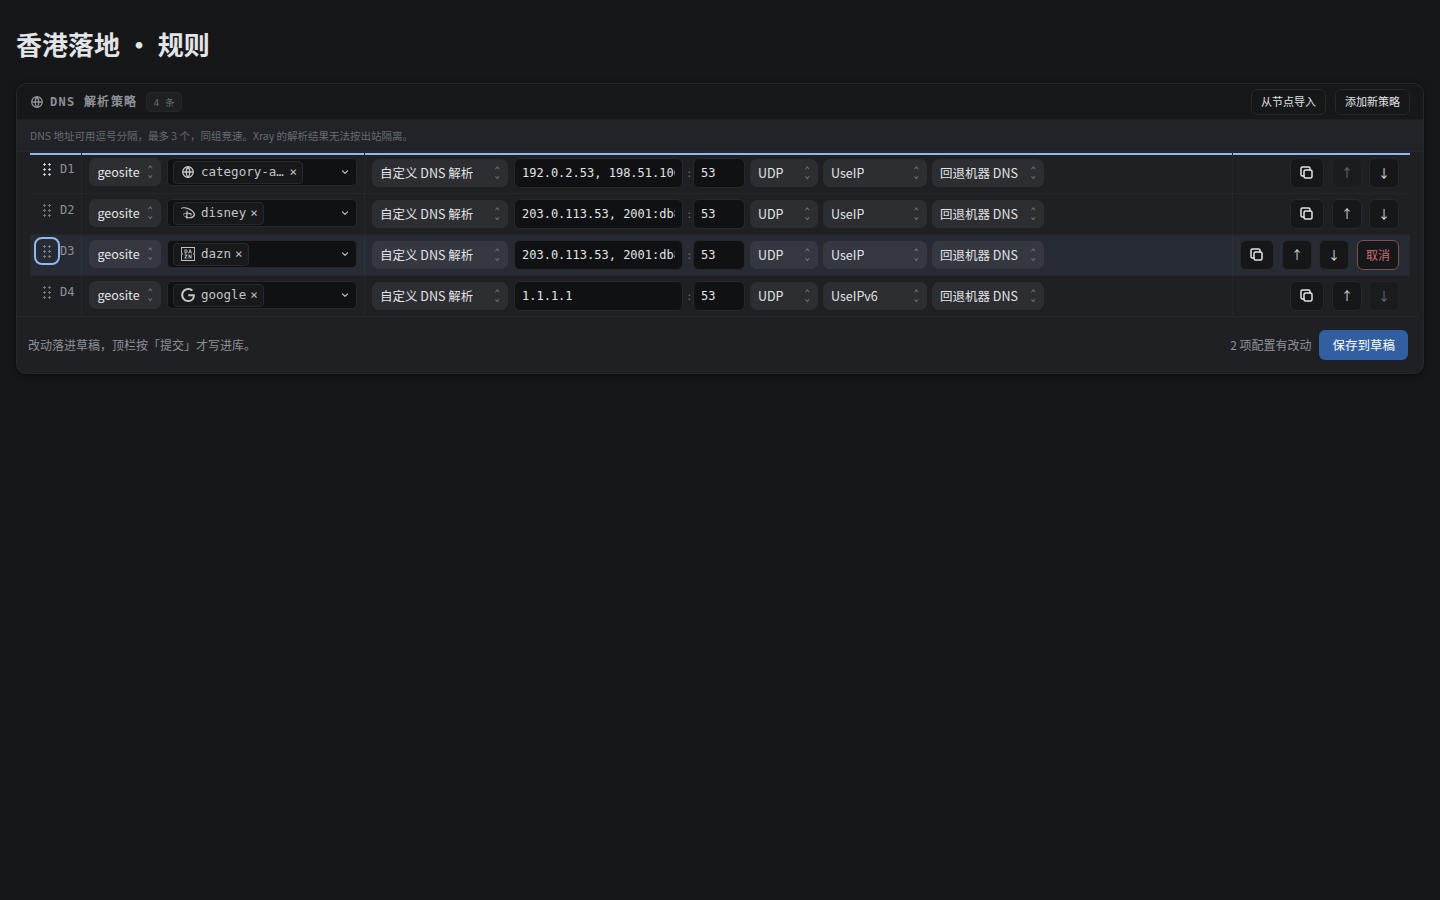 香港落地 · 规则
DNS 解析策略 4 条 从节点导入 添加新策略
DNS 地址可用逗号分隔，最多 3 个，同组竞速。Xray 的解析结果无法按出站隔离。
D1 geosite category-a… × 自定义 DNS 解析 192.0.2.53, 198.51.10 : 53 UDP UseIP 回退机器 DNS ↑ ↓
D2 geosite disney × 自定义 DNS 解析 203.0.113.53, 2001:db : 53 UDP UseIP 回退机器 DNS ↑ ↓
D3 geosite DAZN dazn × 自定义 DNS 解析 203.0.113.53, 2001:db : 53 UDP UseIP 回退机器 DNS ↑ ↓ 取消
D4 geosite google × 自定义 DNS 解析 1.1.1.1 : 53 UDP UseIPv6 回退机器 DNS ↑ ↓
改动落进草稿，顶栏按「提交」才写进库。 2 项配置有改动 保存到草稿